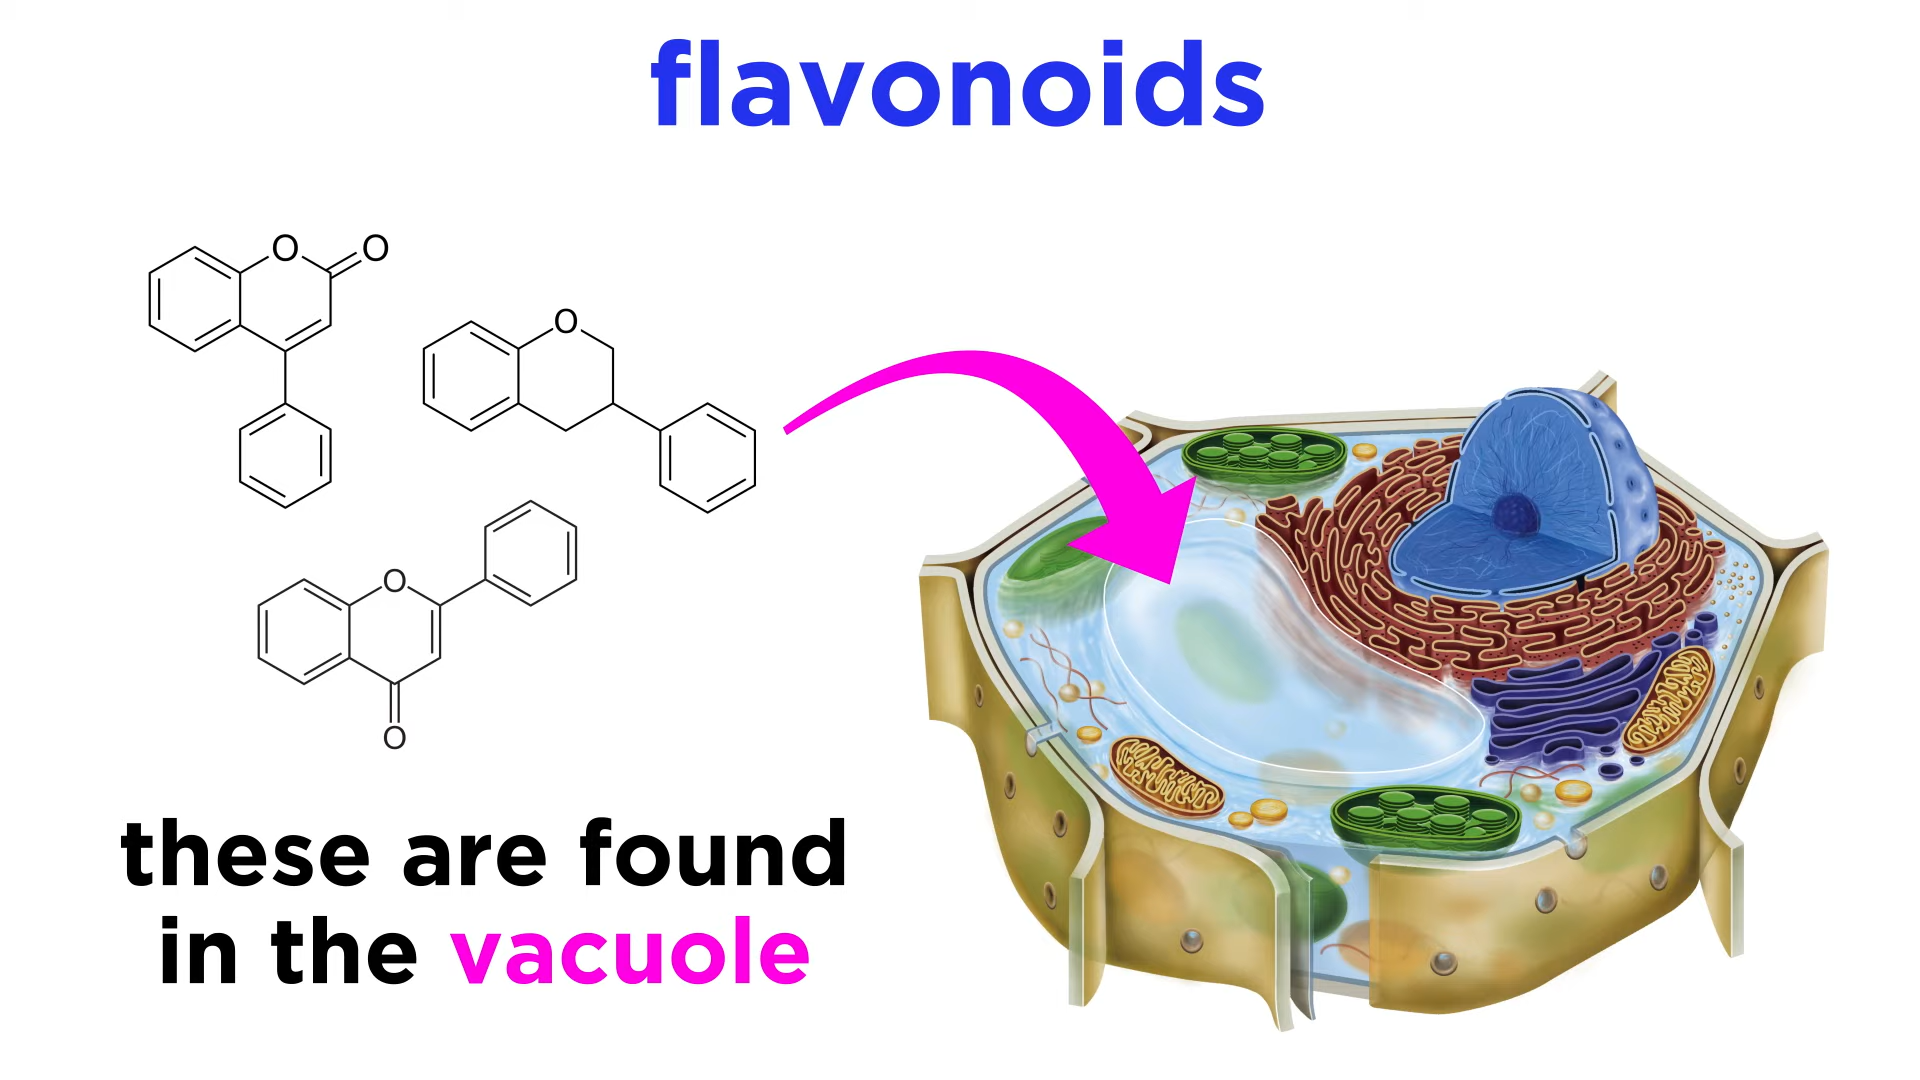 flavonoids
O
O
O
O
O
these are found
in the vacuole